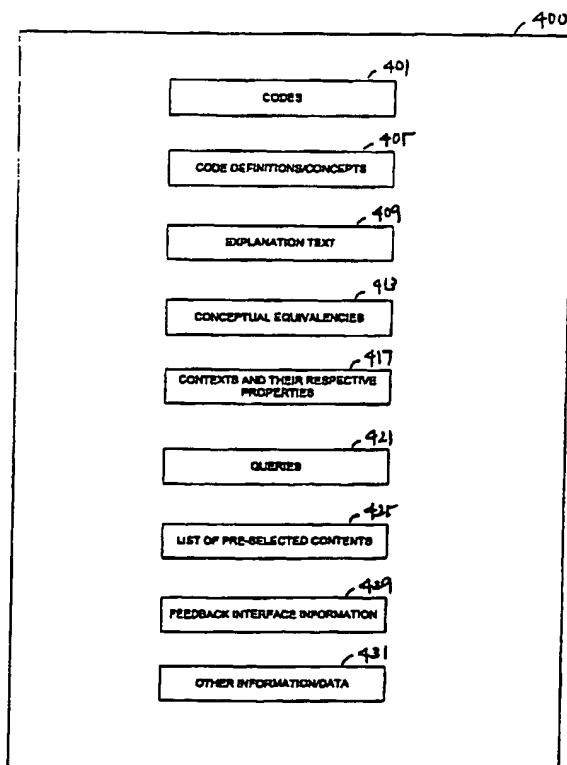 400
401
CODES
405
CODE DEFINITIONS/CONCEPTS
409
EXPLANATION TEXT
413
CONCEPTUAL EQUIVALENCIES
417
CONTEXTS AND THEIR RESPECTIVE
PROPERTIES
421
QUERIES
425
LIST OF PRE-SELECTED CONTENTS
429
FEEDBACK INTERFACE INFORMATION
431
OTHER INFORMATION/DATA